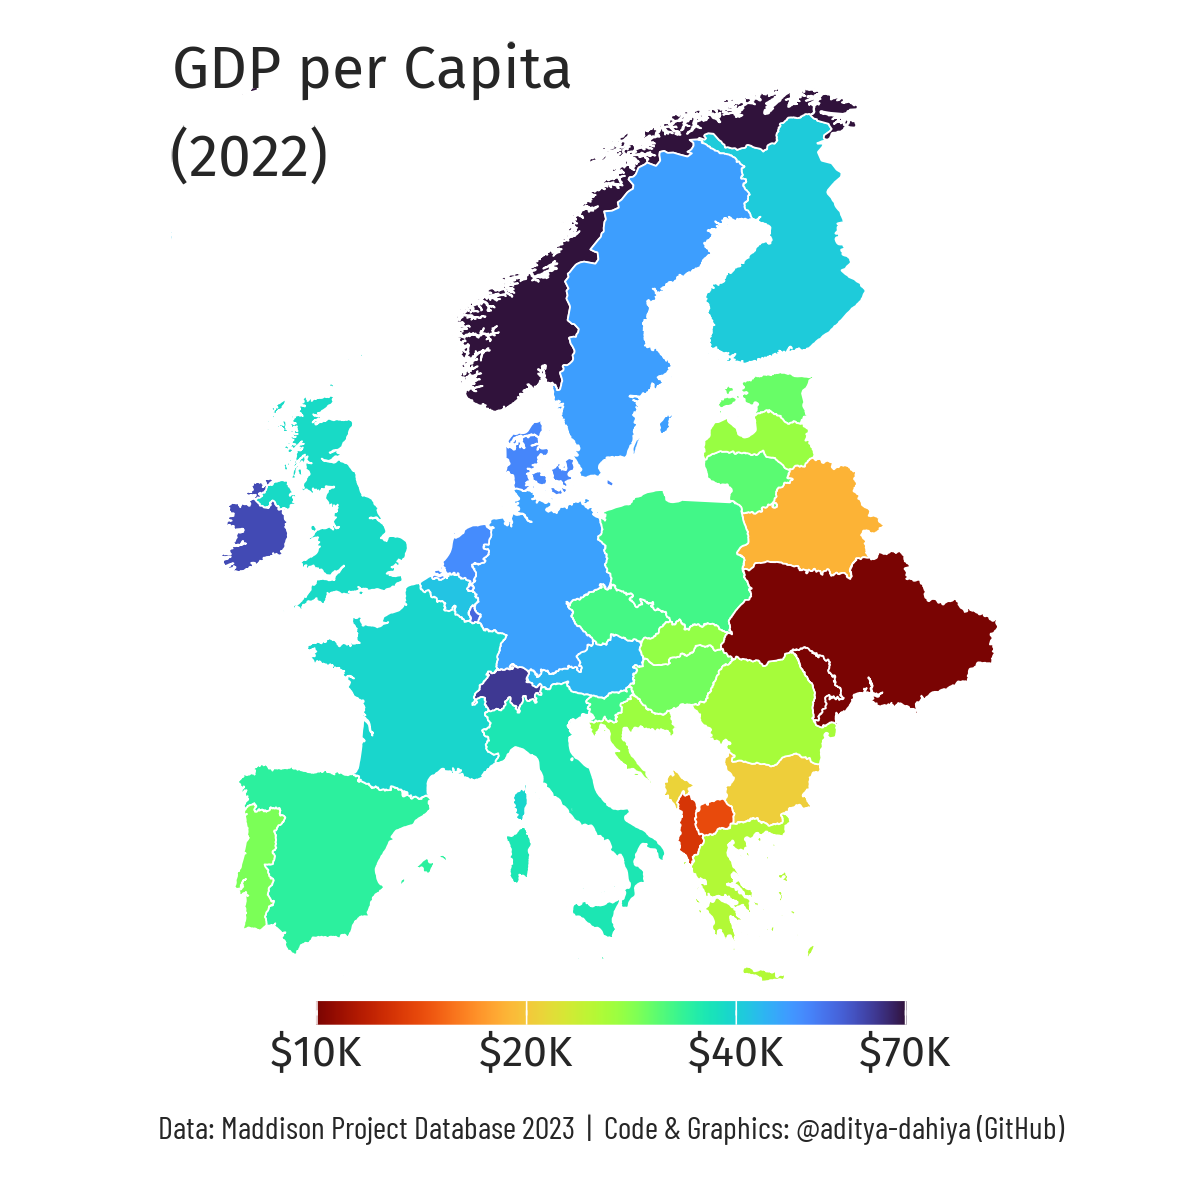 GDP per Capita
(2022)
$10K $20K $40K $70K
Data: Maddison Project Database 2023 | Code & Graphics: @aditya-dahiya (GitHub)